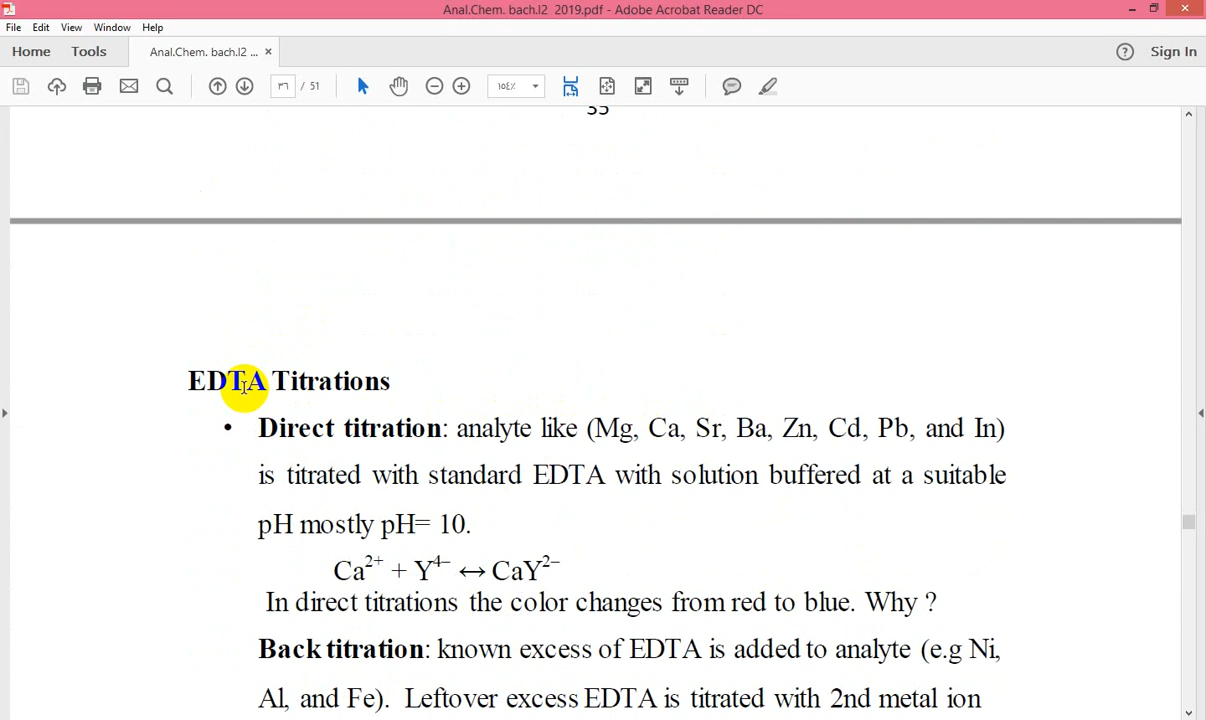 Anal.Chem. bach.l2 2019.pdf - Adobe Acrobat Reader DC
File Edit View Window Help
Home Tools Anal.Chem. bach.l2 ... × Sign In
٣٦ / 51 ١٥٤٪
35
EDTA Titrations
• Direct titration: analyte like (Mg, Ca, Sr, Ba, Zn, Cd, Pb, and In)
is titrated with standard EDTA with solution buffered at a suitable
pH mostly pH= 10.
Ca²⁺ + Y⁴⁻ ↔ CaY²⁻
In direct titrations the color changes from red to blue. Why ?
Back titration: known excess of EDTA is added to analyte (e.g Ni,
Al, and Fe). Leftover excess EDTA is titrated with 2nd metal ion